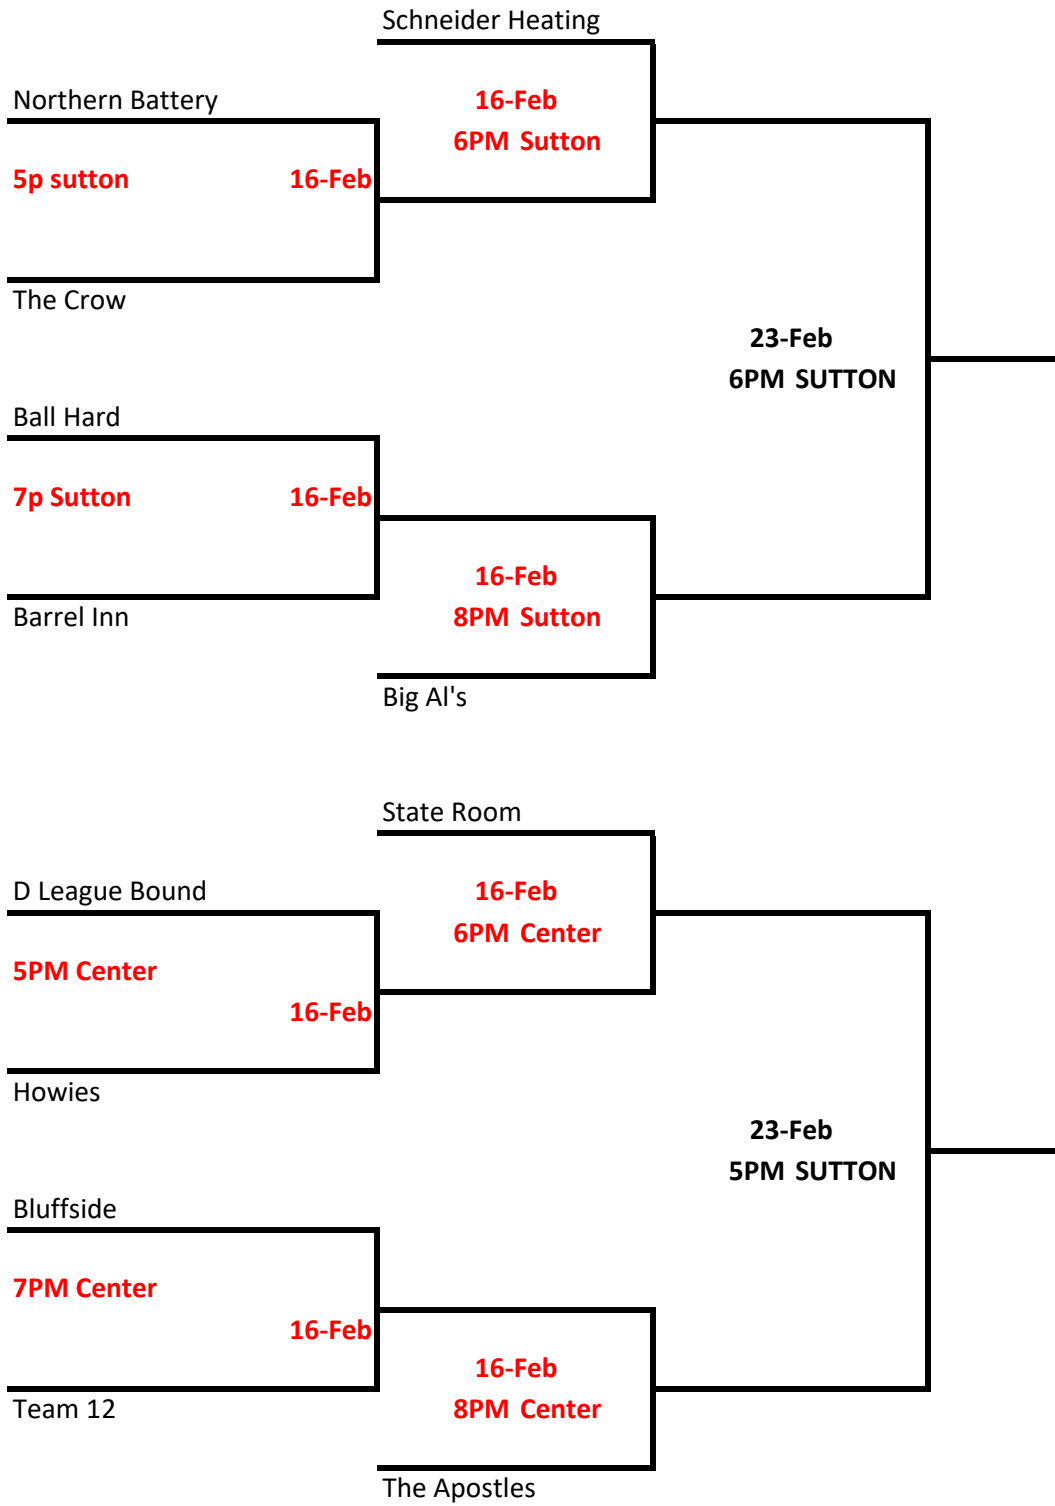 Schneider Heating
Northern Battery
16-Feb
6PM Sutton
5p sutton 16-Feb
The Crow
23-Feb
6PM SUTTON
Ball Hard
7p Sutton 16-Feb
16-Feb
8PM Sutton
Barrel Inn
Big Al's
State Room
D League Bound
16-Feb
6PM Center
5PM Center
16-Feb
Howies
23-Feb
5PM SUTTON
Bluffside
7PM Center
16-Feb
16-Feb
8PM Center
Team 12
The Apostles